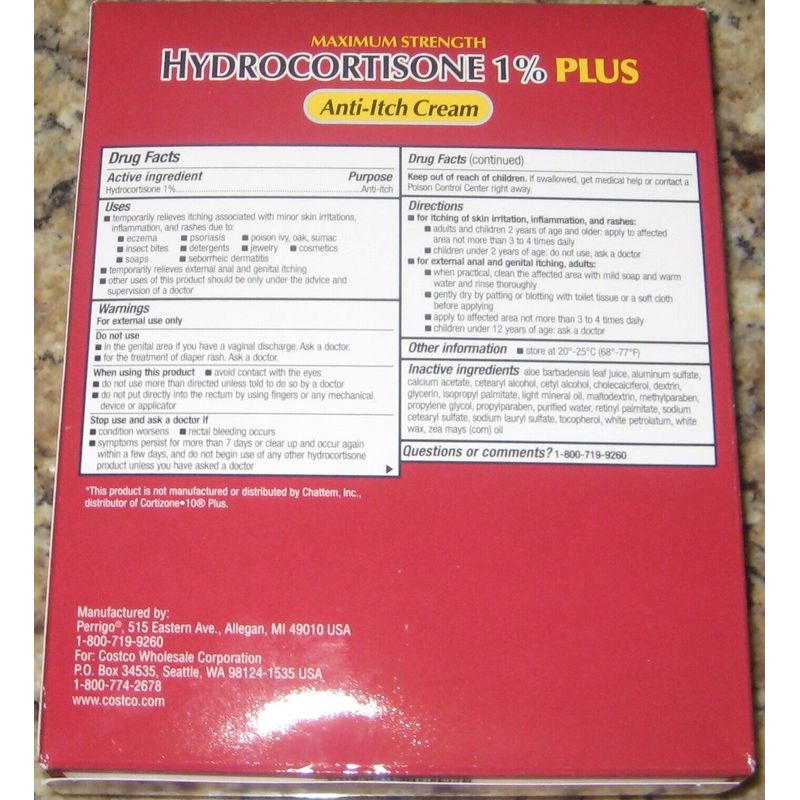 MAXIMUM STRENGTH
HYDROCORTISONE 1% PLUS
Anti-Itch Cream
Drug Facts
Active ingredient Purpose
Hydrocortisone 1%............................................................Anti-itch
Uses
■ temporarily relieves itching associated with minor skin irritations,
inflammation, and rashes due to:
■ eczema ■ psoriasis ■ poison ivy, oak, sumac
■ insect bites ■ detergents ■ jewelry ■ cosmetics
■ soaps ■ seborrheic dermatitis
■ temporarily relieves external anal and genital itching
■ other uses of this product should be only under the advice and
supervision of a doctor
Warnings
For external use only
Do not use
■ in the genital area if you have a vaginal discharge. Ask a doctor.
■ for the treatment of diaper rash. Ask a doctor.
When using this product ■ avoid contact with the eyes
■ do not use more than directed unless told to do so by a doctor
■ do not put directly into the rectum by using fingers or any mechanical
device or applicator
Stop use and ask a doctor if
■ condition worsens ■ rectal bleeding occurs
■ symptoms persist for more than 7 days or clear up and occur again
within a few days, and do not begin use of any other hydrocortisone
product unless you have asked a doctor
Drug Facts (continued)
Keep out of reach of children. If swallowed, get medical help or contact a
Poison Control Center right away.
Directions
■ for itching of skin irritation, inflammation, and rashes:
■ adults and children 2 years of age and older: apply to affected
area not more than 3 to 4 times daily
■ children under 2 years of age: do not use, ask a doctor
■ for external anal and genital itching, adults:
■ when practical, clean the affected area with mild soap and warm
water and rinse thoroughly
■ gently dry by patting or blotting with toilet tissue or a soft cloth
before applying
■ apply to affected area not more than 3 to 4 times daily
■ children under 12 years of age: ask a doctor
Other information ■ store at 20°-25°C (68°-77°F)
Inactive ingredients aloe barbadensis leaf juice, aluminum sulfate,
calcium acetate, cetearyl alcohol, cetyl alcohol, cholecalciferol, dextrin,
glycerin, isopropyl palmitate, light mineral oil, maltodextrin, methylparaben,
propylene glycol, propylparaben, purified water, retinyl palmitate, sodium
cetearyl sulfate, sodium lauryl sulfate, tocopherol, white petrolatum, white
wax, zea mays (corn) oil
Questions or comments? 1-800-719-9260
*This product is not manufactured or distributed by Chattem, Inc.,
distributor of Cortizone•10® Plus.
Manufactured by:
Perrigo®, 515 Eastern Ave., Allegan, MI 49010 USA
1-800-719-9260
For: Costco Wholesale Corporation
P.O. Box 34535, Seattle, WA 98124-1535 USA
1-800-774-2678
www.costco.com